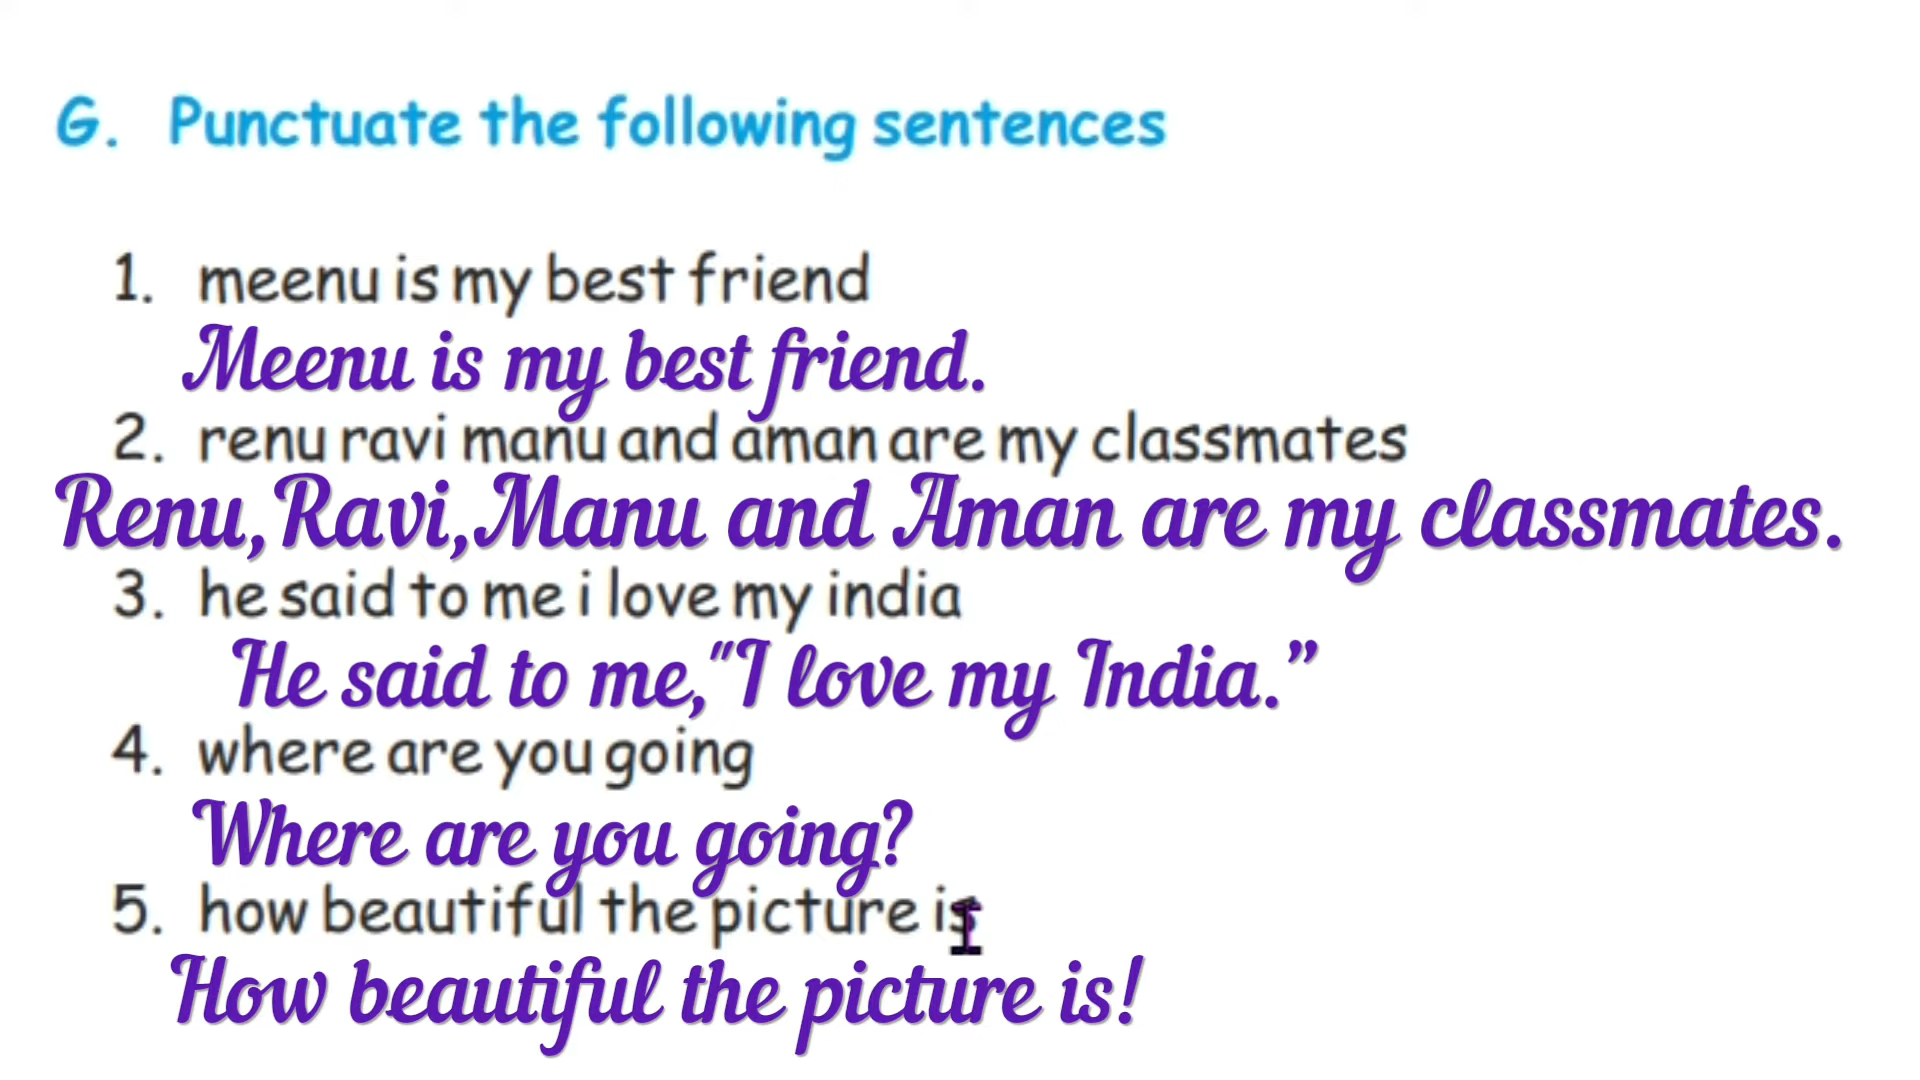 G. Punctuate the following sentences
1. meenu is my best friend
Meenu is my best friend.
2. renu ravi manu and aman are my classmates
Renu,Ravi,Manu and Aman are my classmates.
3. he said to me i love my india
He said to me,"I love my India.”
4. where are you going
Where are you going?
5. how beautiful the picture is
How beautiful the picture is!